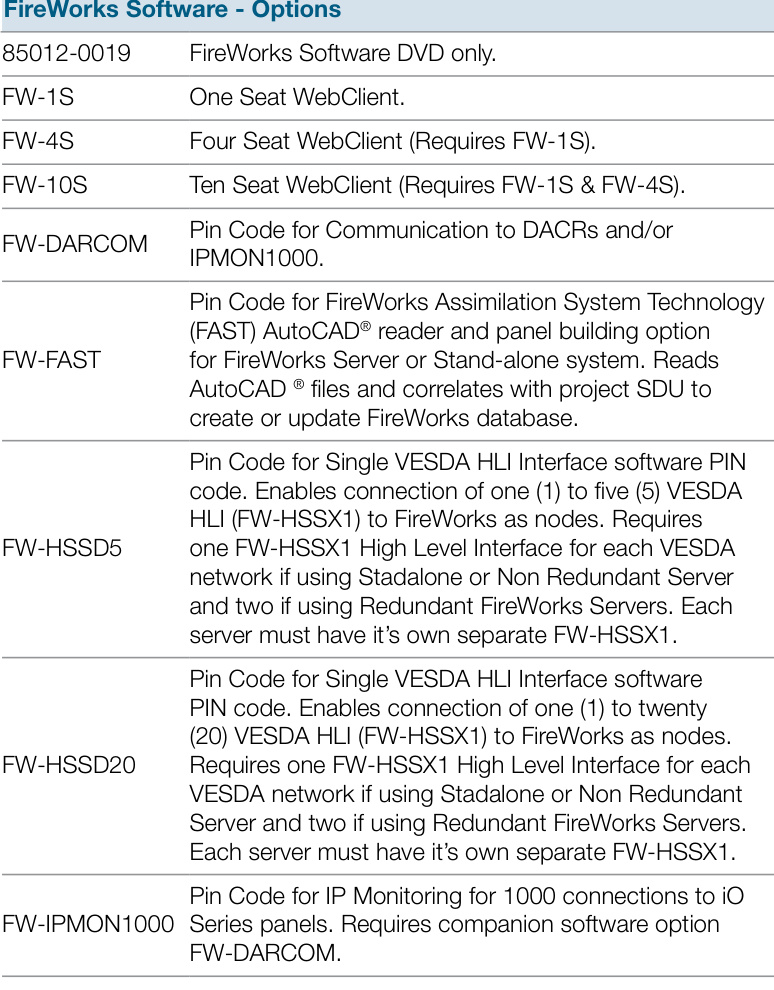 FireWorks Software - Options
85012-0019 FireWorks Software DVD only.
FW-1S One Seat WebClient.
FW-4S Four Seat WebClient (Requires FW-1S).
FW-10S Ten Seat WebClient (Requires FW-1S & FW-4S).
FW-DARCOM
Pin Code for Communication to DACRs and/or
IPMON1000.
FW-FAST
Pin Code for FireWorks Assimilation System Technology
(FAST) AutoCAD® reader and panel building option
for FireWorks Server or Stand-alone system. Reads
AutoCAD ® files and correlates with project SDU to
create or update FireWorks database.
FW-HSSD5
Pin Code for Single VESDA HLI Interface software PIN
code. Enables connection of one (1) to five (5) VESDA
HLI (FW-HSSX1) to FireWorks as nodes. Requires
one FW-HSSX1 High Level Interface for each VESDA
network if using Stadalone or Non Redundant Server
and two if using Redundant FireWorks Servers. Each
server must have it’s own separate FW-HSSX1.
FW-HSSD20
Pin Code for Single VESDA HLI Interface software
PIN code. Enables connection of one (1) to twenty
(20) VESDA HLI (FW-HSSX1) to FireWorks as nodes.
Requires one FW-HSSX1 High Level Interface for each
VESDA network if using Stadalone or Non Redundant
Server and two if using Redundant FireWorks Servers.
Each server must have it’s own separate FW-HSSX1.
FW-IPMON1000
Pin Code for IP Monitoring for 1000 connections to iO
Series panels. Requires companion software option
FW-DARCOM.